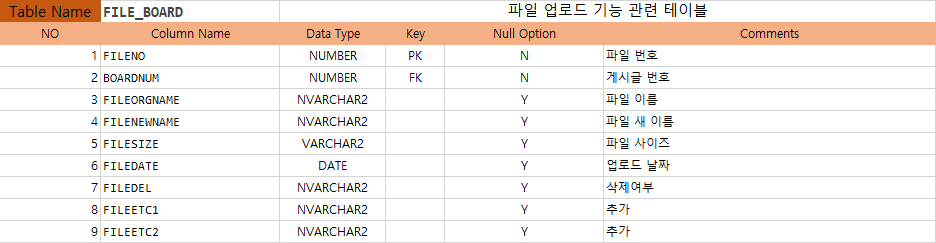 Table Name FILE_BOARD 파일 업로드 기능 관련 테이블
NO Column Name Data Type Key Null Option Comments
1 FILENO NUMBER PK N 파일 번호
2 BOARDNUM NUMBER FK N 게시글 번호
3 FILEORGNAME NVARCHAR2 Y 파일 이름
4 FILENEWNAME NVARCHAR2 Y 파일 새 이름
5 FILESIZE VARCHAR2 Y 파일 사이즈
6 FILEDATE DATE Y 업로드 날짜
7 FILEDEL NVARCHAR2 Y 삭제여부
8 FILEETC1 NVARCHAR2 Y 추가
9 FILEETC2 NVARCHAR2 Y 추가